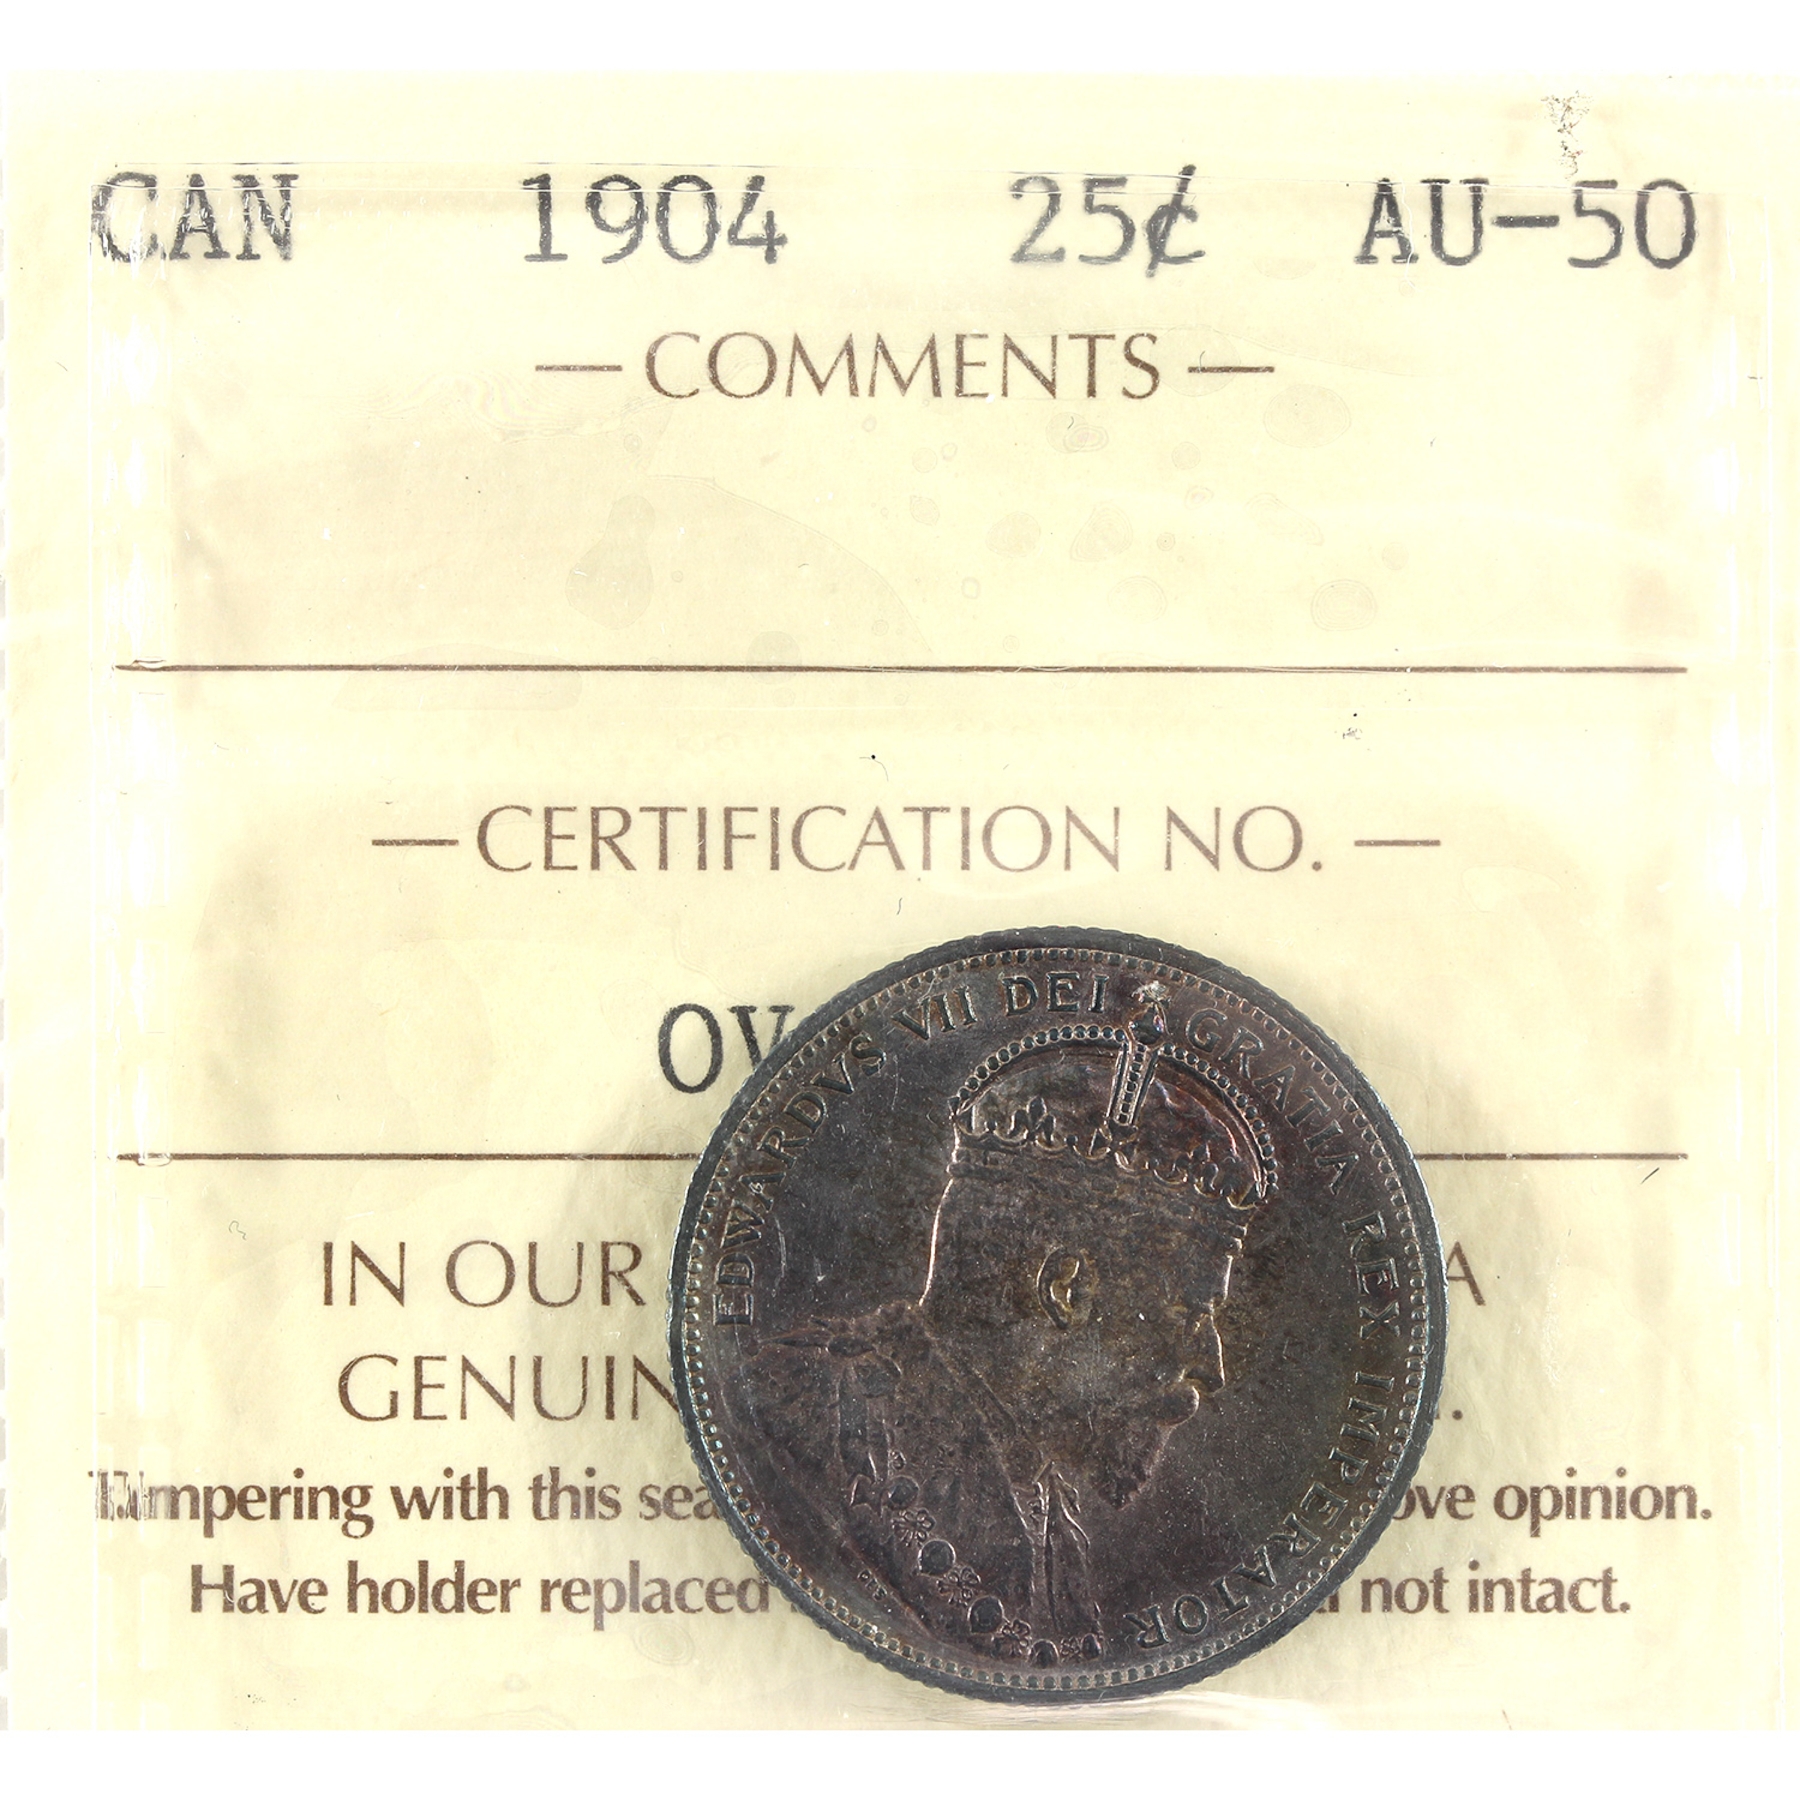 CAN 1904 25¢ AU-50
— COMMENTS —
— CERTIFICATION NO. —
OV
EDWARDVS VII DEI GRATIA REX IMPERATOR
IN OUR A
GENUIN .
Tampering with this sea ove opinion.
Have holder replaced not intact.